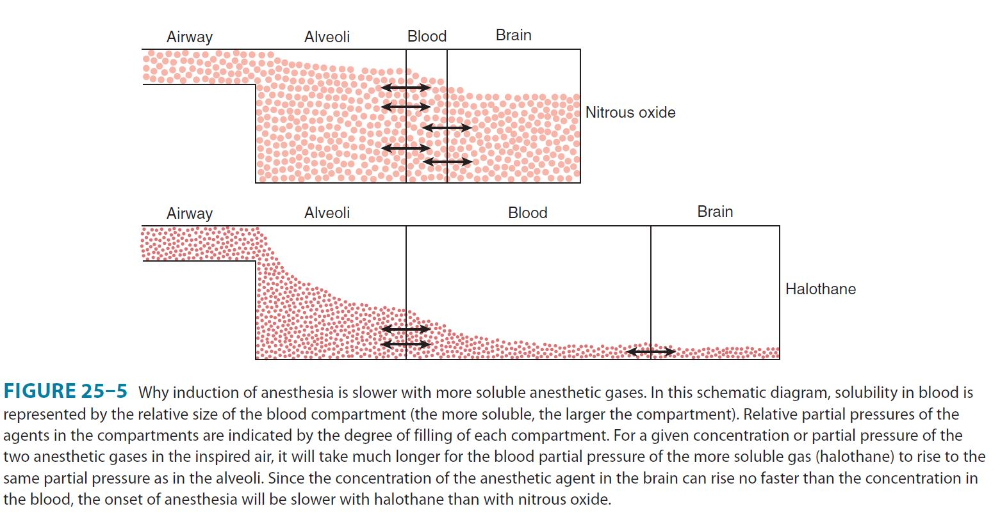 Airway Alveoli Blood Brain
Nitrous oxide
Airway Alveoli Blood Brain
Halothane
FIGURE 25–5 Why induction of anesthesia is slower with more soluble anesthetic gases. In this schematic diagram, solubility in blood is
represented by the relative size of the blood compartment (the more soluble, the larger the compartment). Relative partial pressures of the
agents in the compartments are indicated by the degree of filling of each compartment. For a given concentration or partial pressure of the
two anesthetic gases in the inspired air, it will take much longer for the blood partial pressure of the more soluble gas (halothane) to rise to the
same partial pressure as in the alveoli. Since the concentration of the anesthetic agent in the brain can rise no faster than the concentration in
the blood, the onset of anesthesia will be slower with halothane than with nitrous oxide.